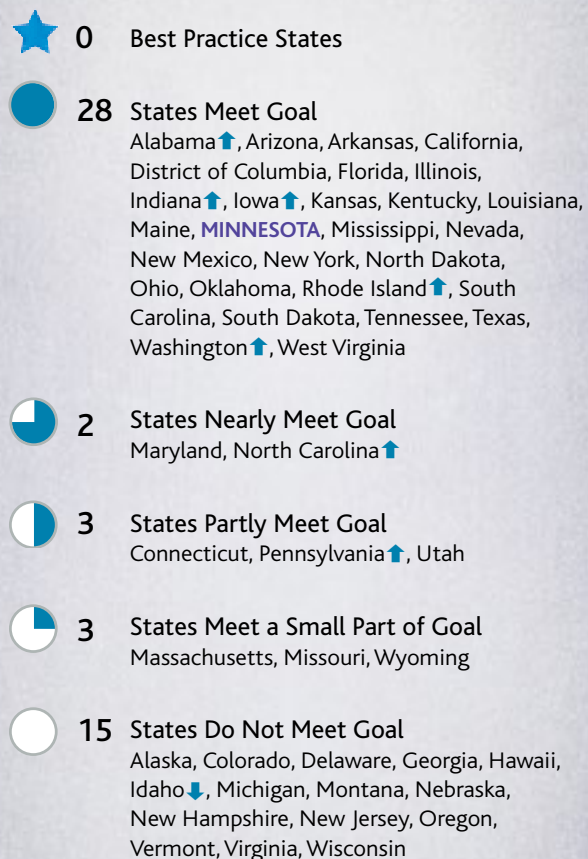 0 Best Practice States
28 States Meet Goal
Alabama⬆, Arizona, Arkansas, California,
District of Columbia, Florida, Illinois,
Indiana⬆, Iowa⬆, Kansas, Kentucky, Louisiana,
Maine, MINNESOTA, Mississippi, Nevada,
New Mexico, New York, North Dakota,
Ohio, Oklahoma, Rhode Island⬆, South
Carolina, South Dakota, Tennessee, Texas,
Washington⬆, West Virginia
2 States Nearly Meet Goal
Maryland, North Carolina⬆
3 States Partly Meet Goal
Connecticut, Pennsylvania⬆, Utah
3 States Meet a Small Part of Goal
Massachusetts, Missouri, Wyoming
15 States Do Not Meet Goal
Alaska, Colorado, Delaware, Georgia, Hawaii,
Idaho⬇, Michigan, Montana, Nebraska,
New Hampshire, New Jersey, Oregon,
Vermont, Virginia, Wisconsin